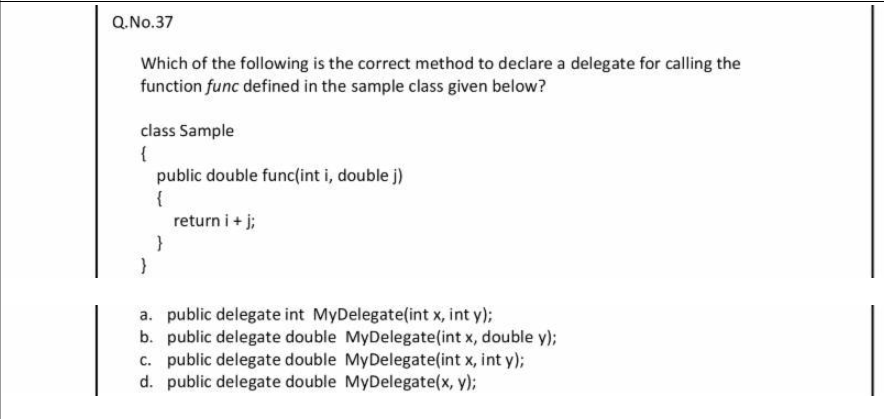 Q.No.37
Which of the following is the correct method to declare a delegate for calling the
function func defined in the sample class given below?
class Sample
{
public double func(int i, double j)
{
return i + j;
}
}
a. public delegate int MyDelegate(int x, int y);
b. public delegate double MyDelegate(int x, double y);
c. public delegate double MyDelegate(int x, int y);
d. public delegate double MyDelegate(x, y);